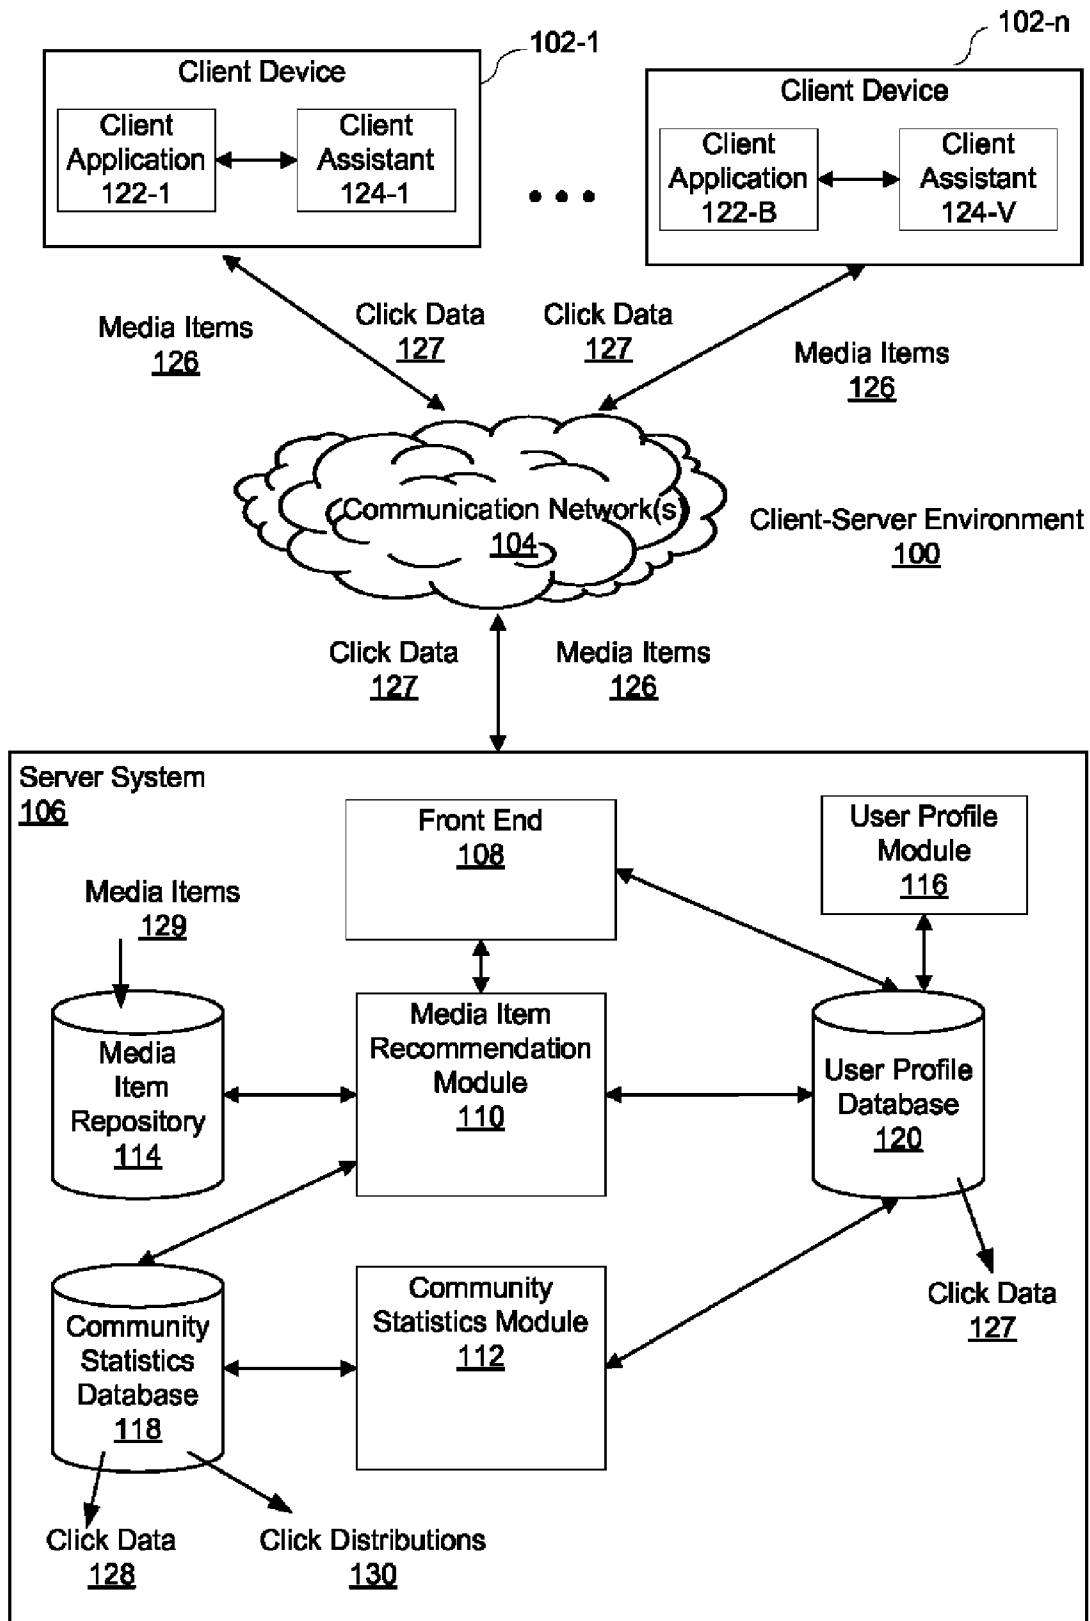 102-1
102-n
Client Device
Client
Application
122-1
Client
Assistant
124-1
Client Device
Client
Application
122-B
Client
Assistant
124-V
Media Items
126
Click Data
127
Click Data
127
Media Items
126
Communication Network(s)
104
Client-Server Environment
100
Click Data
127
Media Items
126
Server System
106
Front End
108
User Profile
Module
116
Media Items
129
Media
Item
Repository
114
Media Item
Recommendation
Module
110
User Profile
Database
120
Community
Statistics
Database
118
Community
Statistics Module
112
Click Data
127
Click Data
128
Click Distributions
130